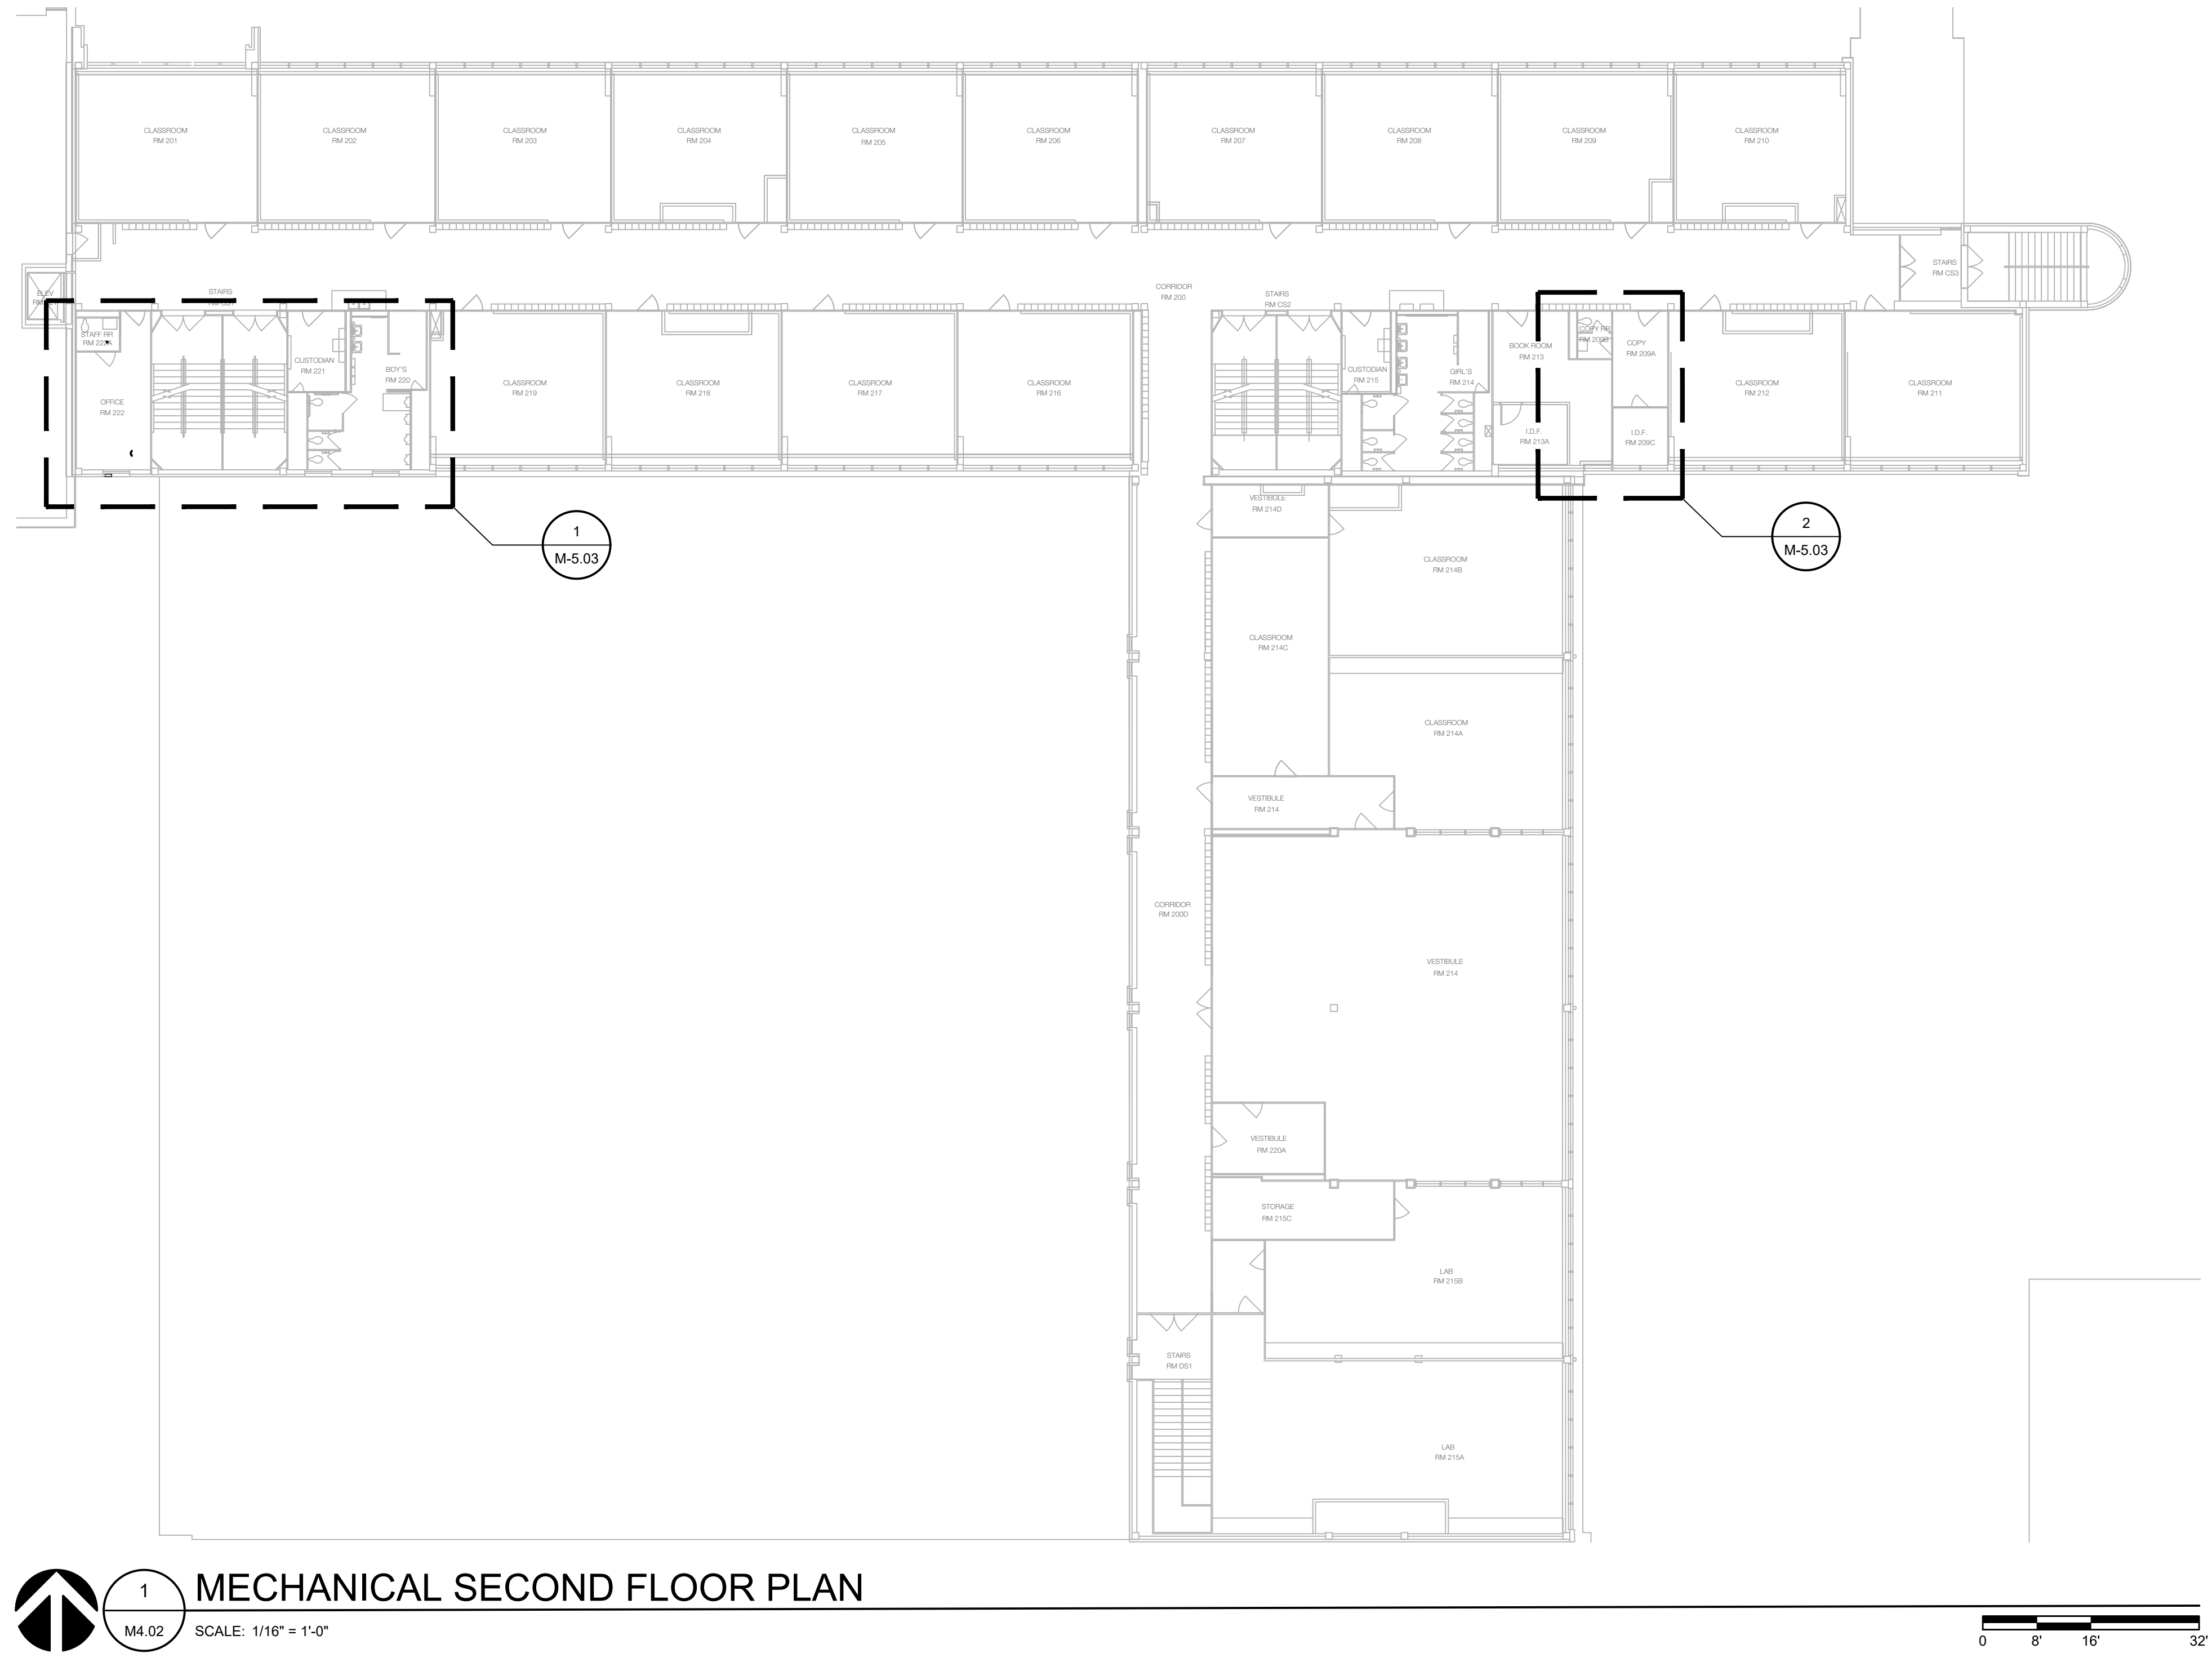 CLASSROOM
RM 201
CLASSROOM
RM 202
CLASSROOM
RM 203
CLASSROOM
RM 204
CLASSROOM
RM 205
CLASSROOM
RM 206
CLASSROOM
RM 207
CLASSROOM
RM 208
CLASSROOM
RM 209
CLASSROOM
RM 210
STAIRS
RM CS3
ELEV
STAIRS
CORRIDOR
RM 200
STAIRS
RM CS2
STAFF RR
RM 222A
OFFICE
RM 222
CUSTODIAN
RM 221
BOY'S
RM 220
CLASSROOM
RM 219
CLASSROOM
RM 218
CLASSROOM
RM 217
CLASSROOM
RM 216
CUSTODIAN
RM 215
GIRL'S
RM 214
BOOK ROOM
RM 213
COPY RR
RM 209B
COPY
RM 209A
I.D.F.
RM 213A
I.D.F.
RM 209C
CLASSROOM
RM 212
CLASSROOM
RM 211
1
M-5.03
2
M-5.03
VESTIBULE
RM 214D
CLASSROOM
RM 214B
CLASSROOM
RM 214C
CLASSROOM
RM 214A
VESTIBULE
RM 214
CORRIDOR
RM 200D
VESTIBULE
RM 214
VESTIBULE
RM 220A
STORAGE
RM 215C
LAB
RM 215B
STAIRS
RM DS1
LAB
RM 215A
1
M4.02
MECHANICAL SECOND FLOOR PLAN
SCALE: 1/16" = 1'-0"
0 8' 16' 32'